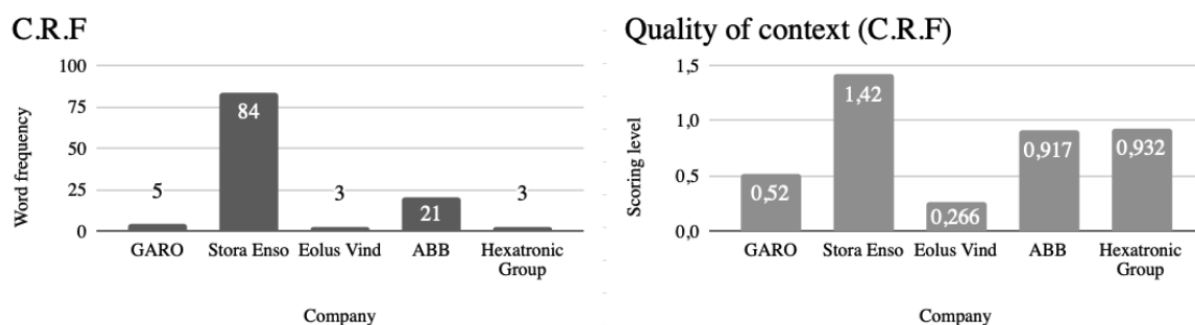 C.R.F
Word frequency
100
75
50
25
0
5
84
3
21
3
GARO
Stora Enso
Eolus Vind
ABB
Hexatronic
Group
Company
Quality of context (C.R.F)
Scoring level
1,5
1,0
0,5
0,0
0,52
1,42
0,266
0,917
0,932
GARO
Stora Enso
Eolus Vind
ABB
Hexatronic
Group
Company